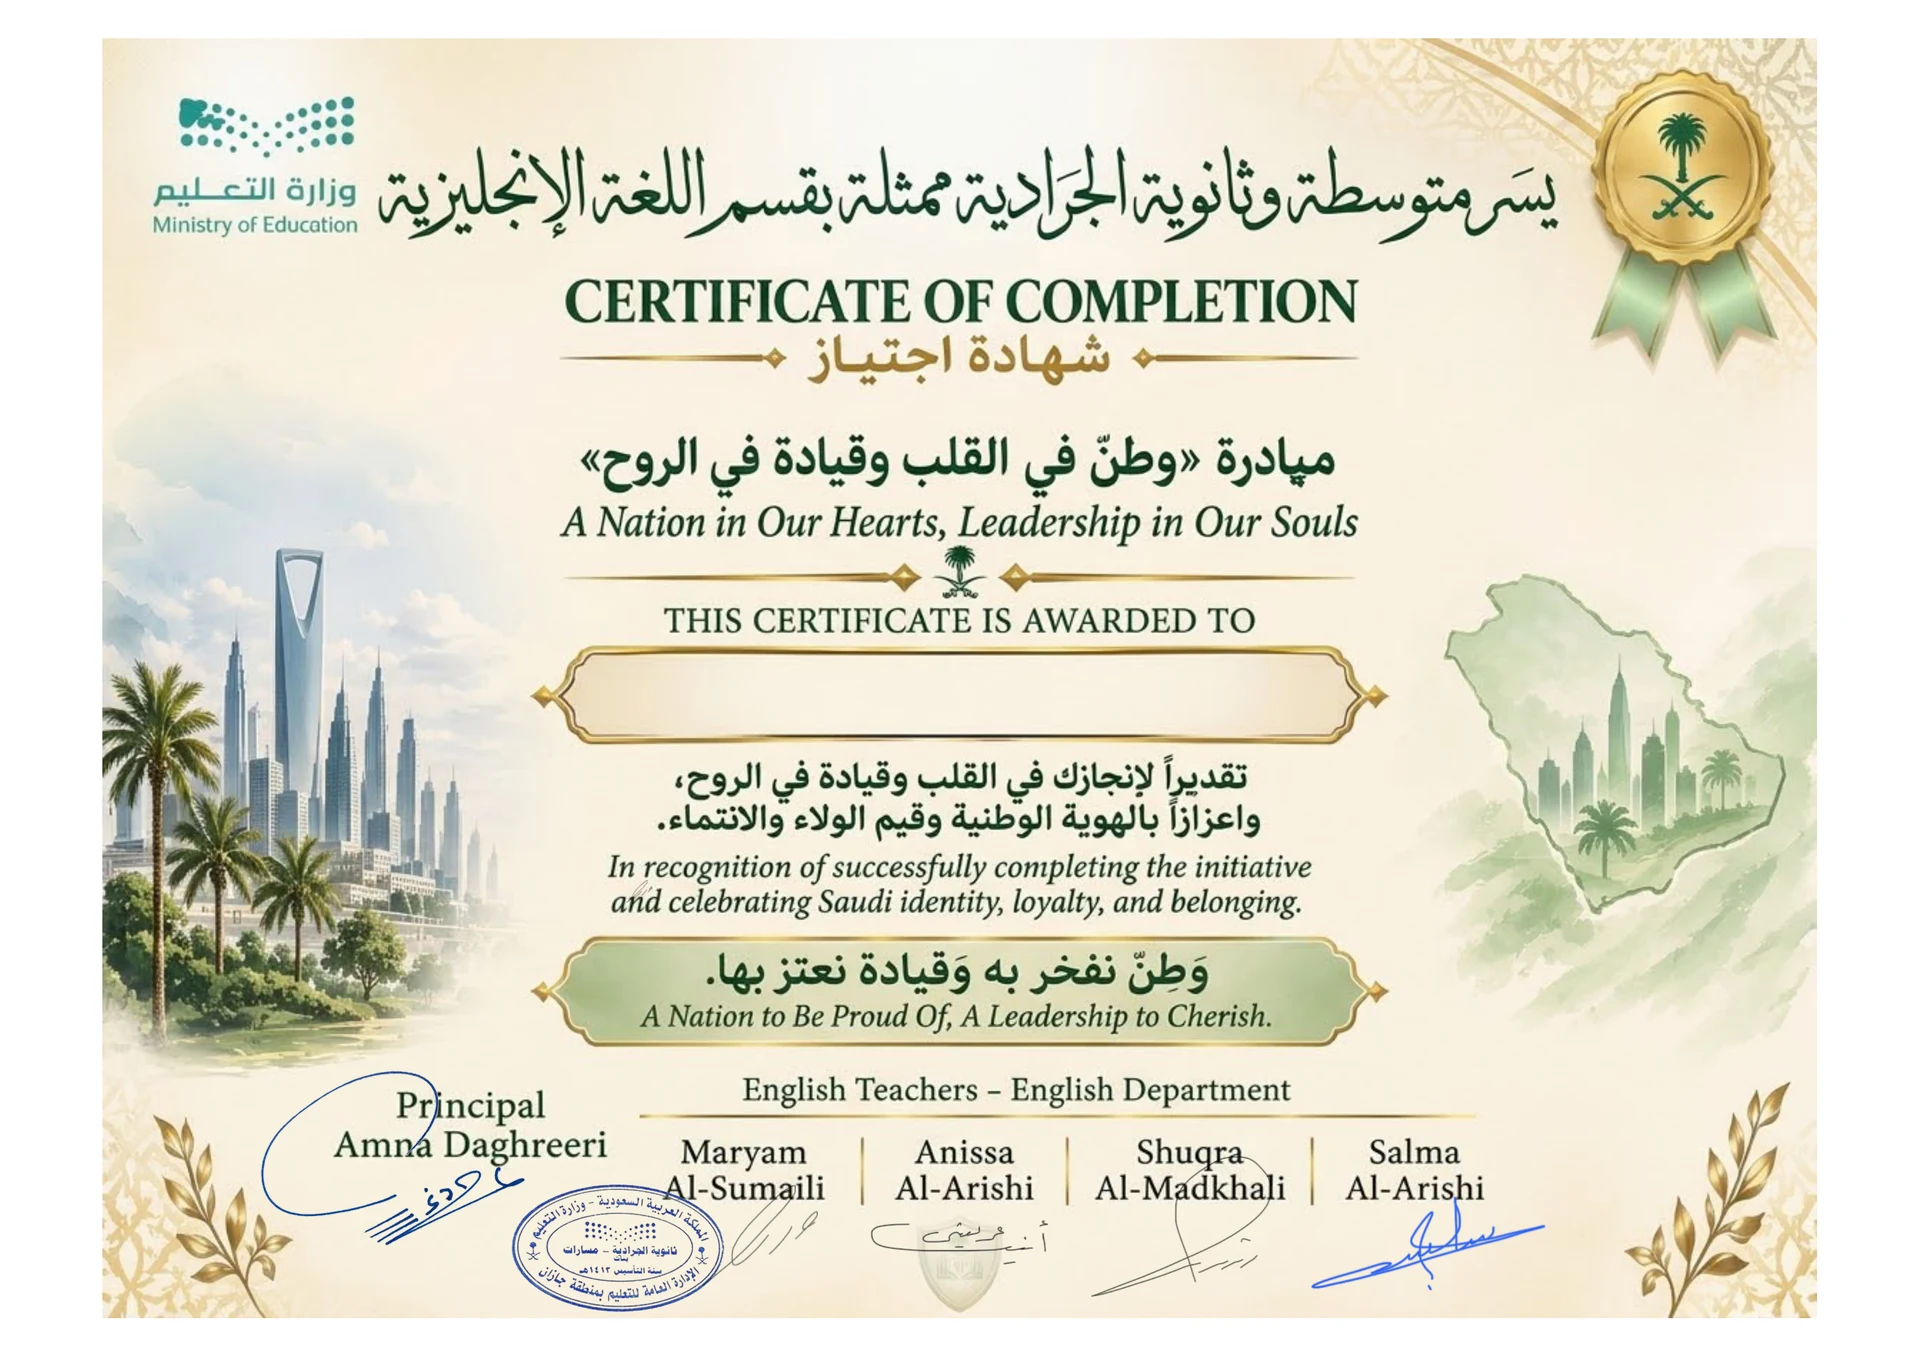 وزارة التعليم
Ministry of Education
يسر متوسطة وثانوية الجرادية ممثلة بقسم اللغة الإنجليزية
CERTIFICATE OF COMPLETION
شهادة اجتياز
مبادرة «وطنّ في القلب وقيادة في الروح»
A Nation in Our Hearts, Leadership in Our Souls
THIS CERTIFICATE IS AWARDED TO
تقديراً لإنجازك في القلب وقيادة في الروح،
واعزازاً بالهوية الوطنية وقيم الولاء والانتماء.
In recognition of successfully completing the initiative
and celebrating Saudi identity, loyalty, and belonging.
وَطِنّ نفخر به وَقيادة نعتز بها.
A Nation to Be Proud Of, A Leadership to Cherish.
Principal
Amna Daghreeri
English Teachers – English Department
Maryam
Al-Sumaili
Anissa
Al-Arishi
Shuqra
Al-Madkhali
Salma
Al-Arishi
المملكة العربية السعودية - وزارة التعليم
ثانوية الجرادية - مسارات
بنات
سنة التأسيس ١٤١٣هـ
الإدارة العامة للتعليم بمنطقة جازان